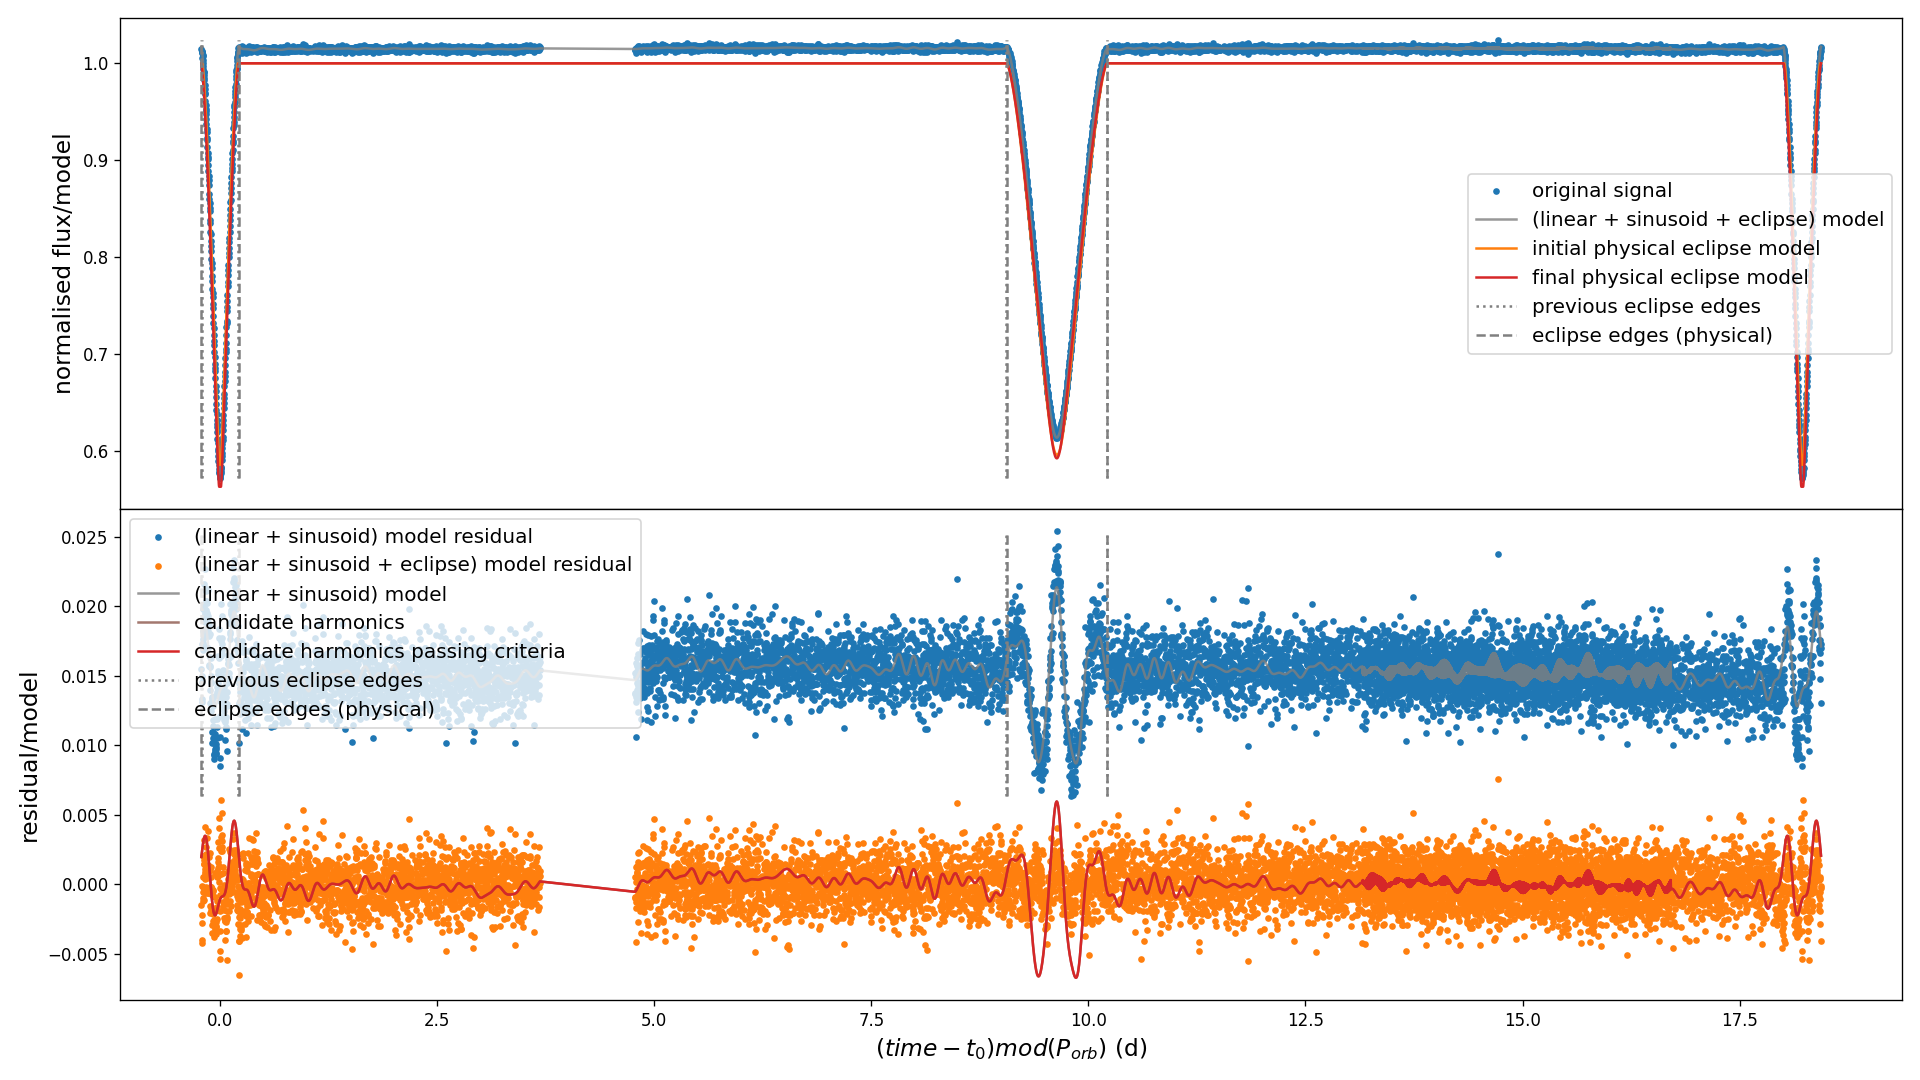 normalised flux/model
1.0
0.9
0.8
0.7
0.6
original signal
(linear + sinusoid + eclipse) model
initial physical eclipse model
final physical eclipse model
previous eclipse edges
eclipse edges (physical)
residual/model
0.025
0.020
0.015
0.010
0.005
0.000
−0.005
(linear + sinusoid) model residual
(linear + sinusoid + eclipse) model residual
(linear + sinusoid) model
candidate harmonics
candidate harmonics passing criteria
previous eclipse edges
eclipse edges (physical)
0.0 2.5 5.0 7.5 10.0 12.5 15.0 17.5
(time − t₀)mod(P_orb) (d)